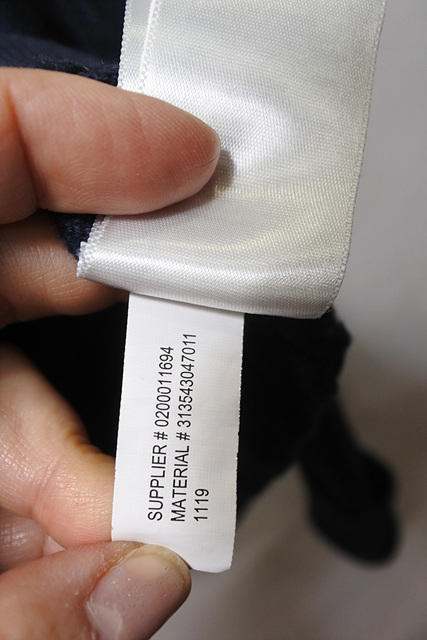 SUPPLIER # 0200011694
MATERIAL # 313543047011
1119